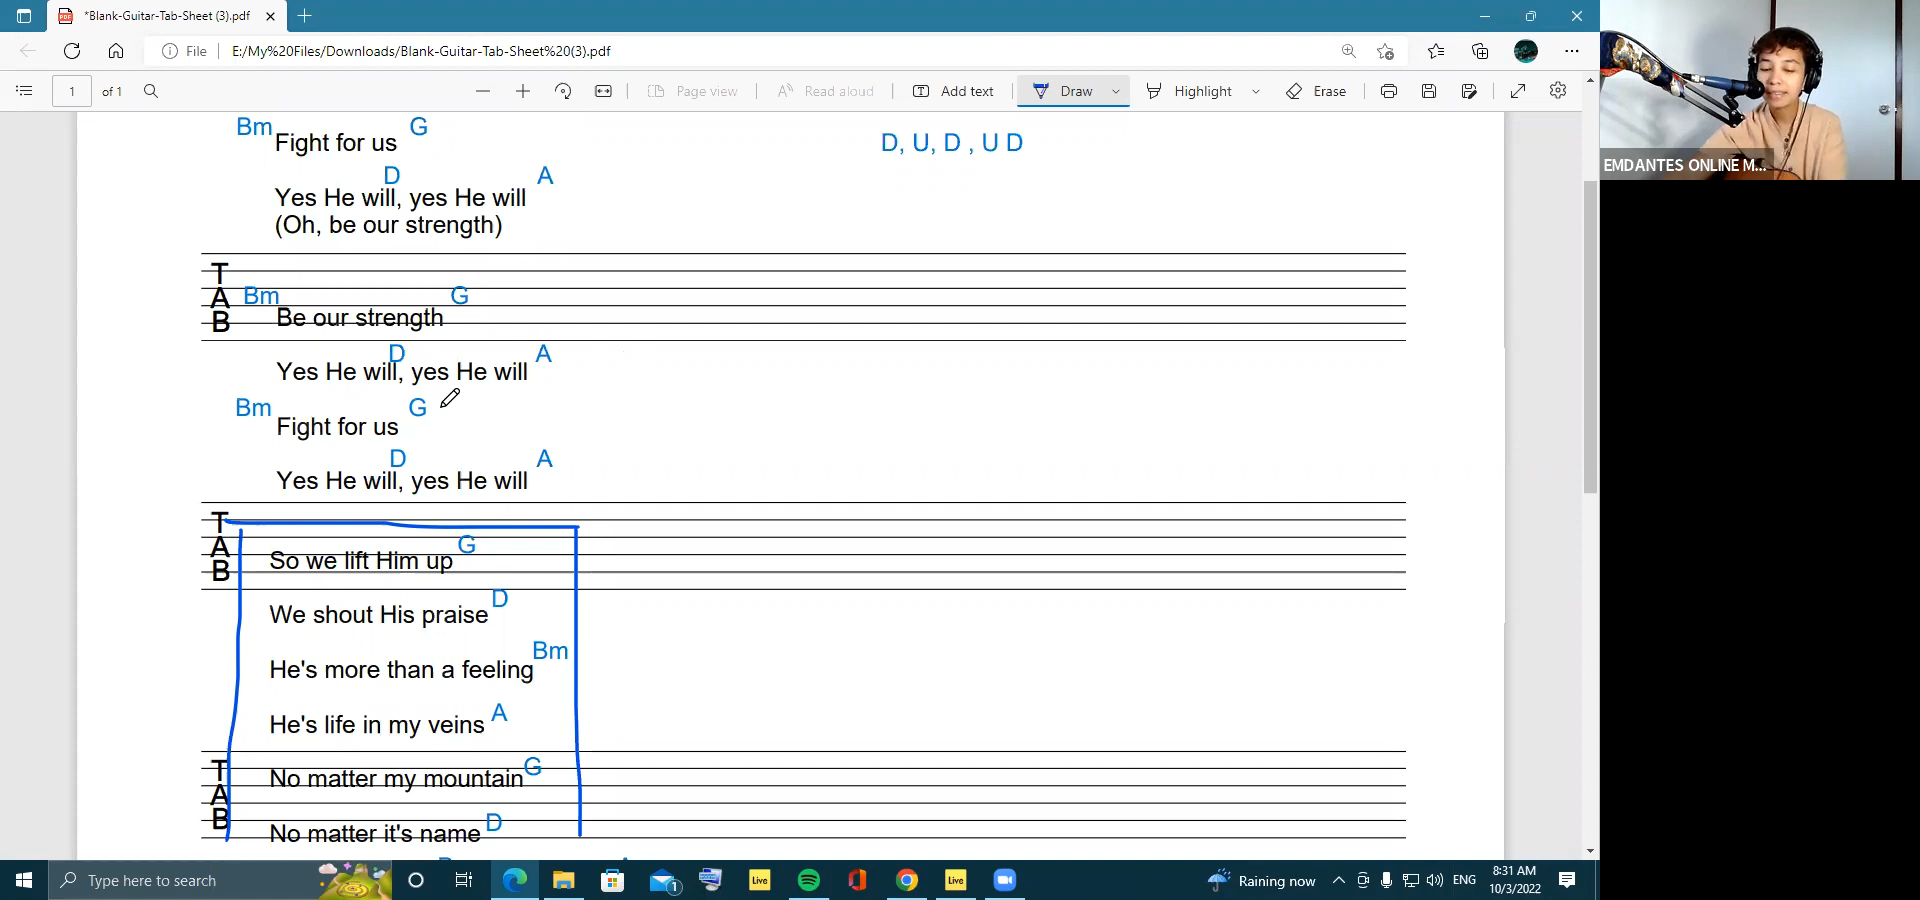 *Blank-Guitar-Tab-Sheet (3).pdf
File
E:/My%20Files/Downloads/Blank-Guitar-Tab-Sheet%20(3).pdf
1 of 1
Page view
Read aloud
Add text
Draw
Highlight
Erase
EMDANTES ONLINE M...
Bm G
Fight for us
D, U, D , U D
D A
Yes He will, yes He will
(Oh, be our strength)
T
A
B
Bm G
Be our strength
D A
Yes He will, yes He will
Bm G
Fight for us
D A
Yes He will, yes He will
T
A
B
G
So we lift Him up
D
We shout His praise
Bm
He's more than a feeling
A
He's life in my veins
T
A
B
G
No matter my mountain
D
No matter it's name
Type here to search
1
Live
Live
Raining now
ENG
8:31 AM
10/3/2022